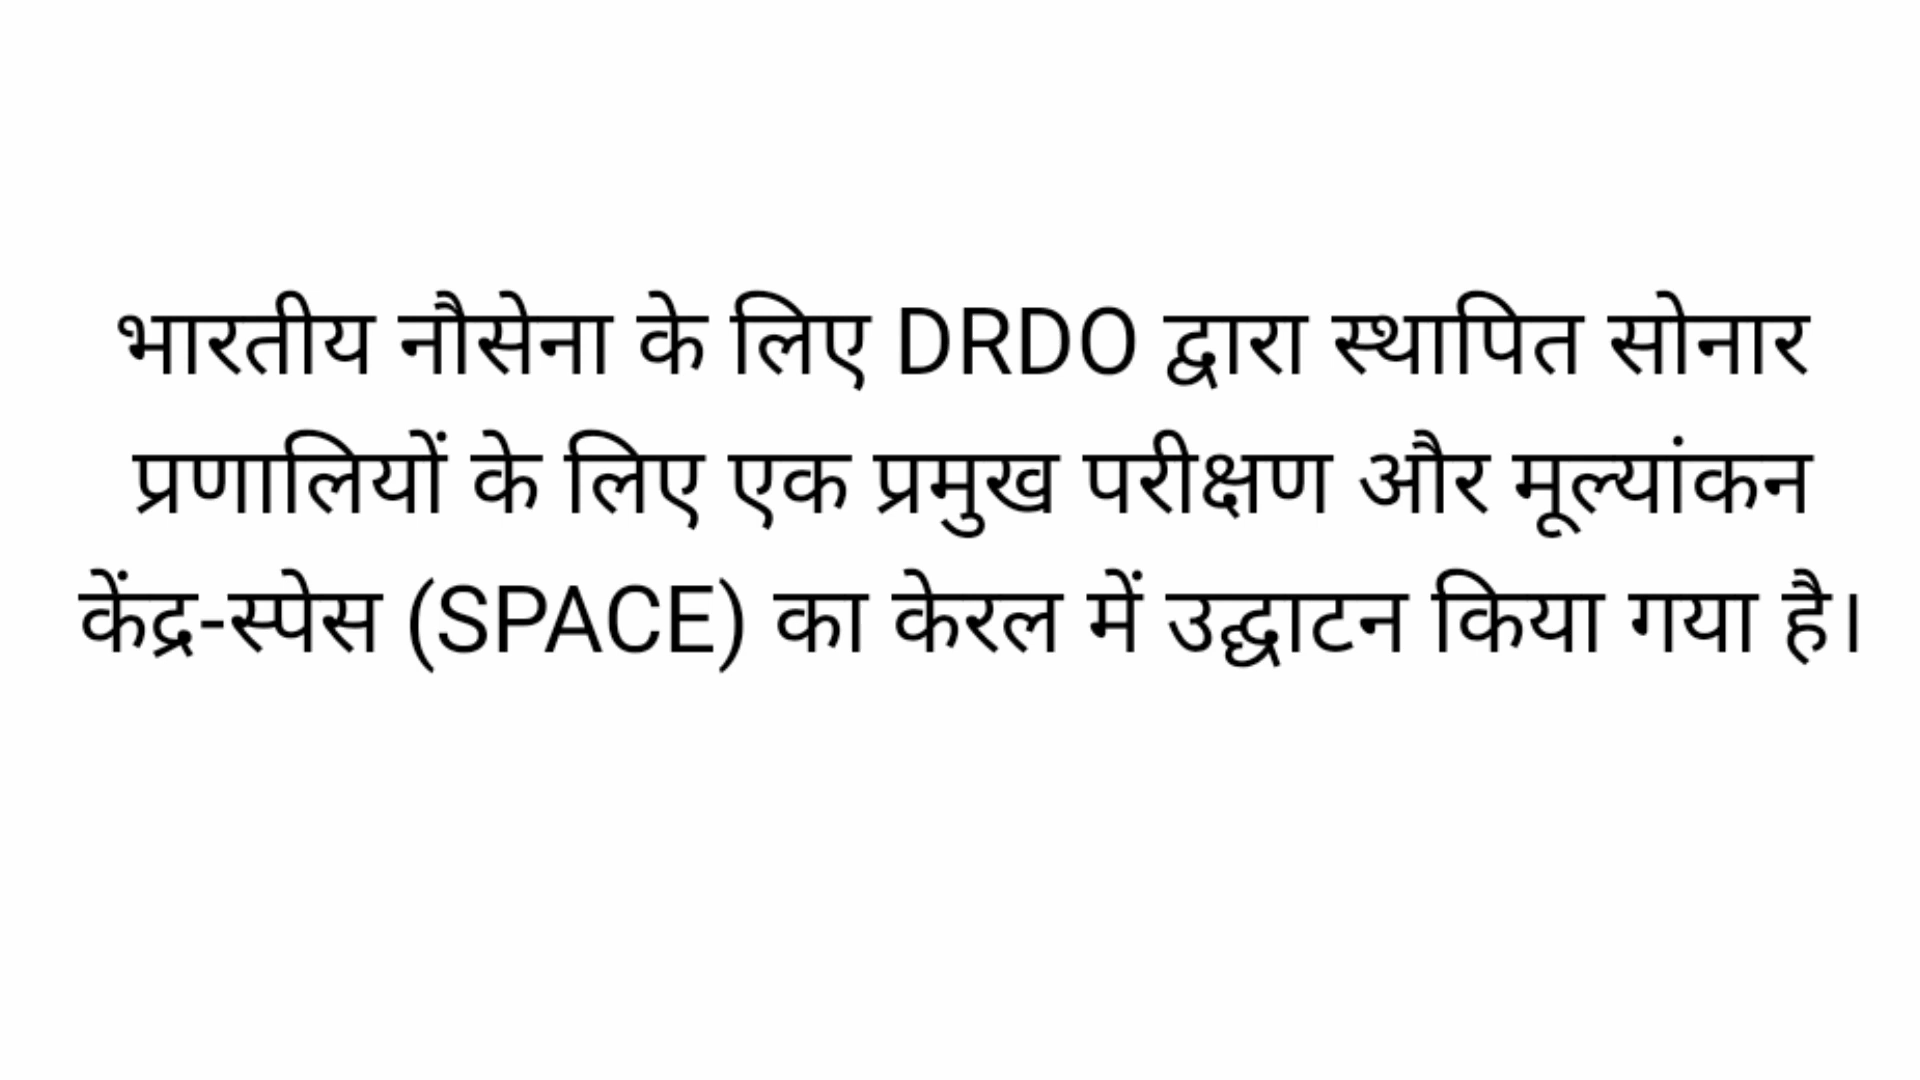 भारतीय नौसेना के लिए DRDO द्वारा स्थापित सोनार
प्रणालियों के लिए एक प्रमुख परीक्षण और मूल्यांकन
केंद्र-स्पेस (SPACE) का केरल में उद्घाटन किया गया है।